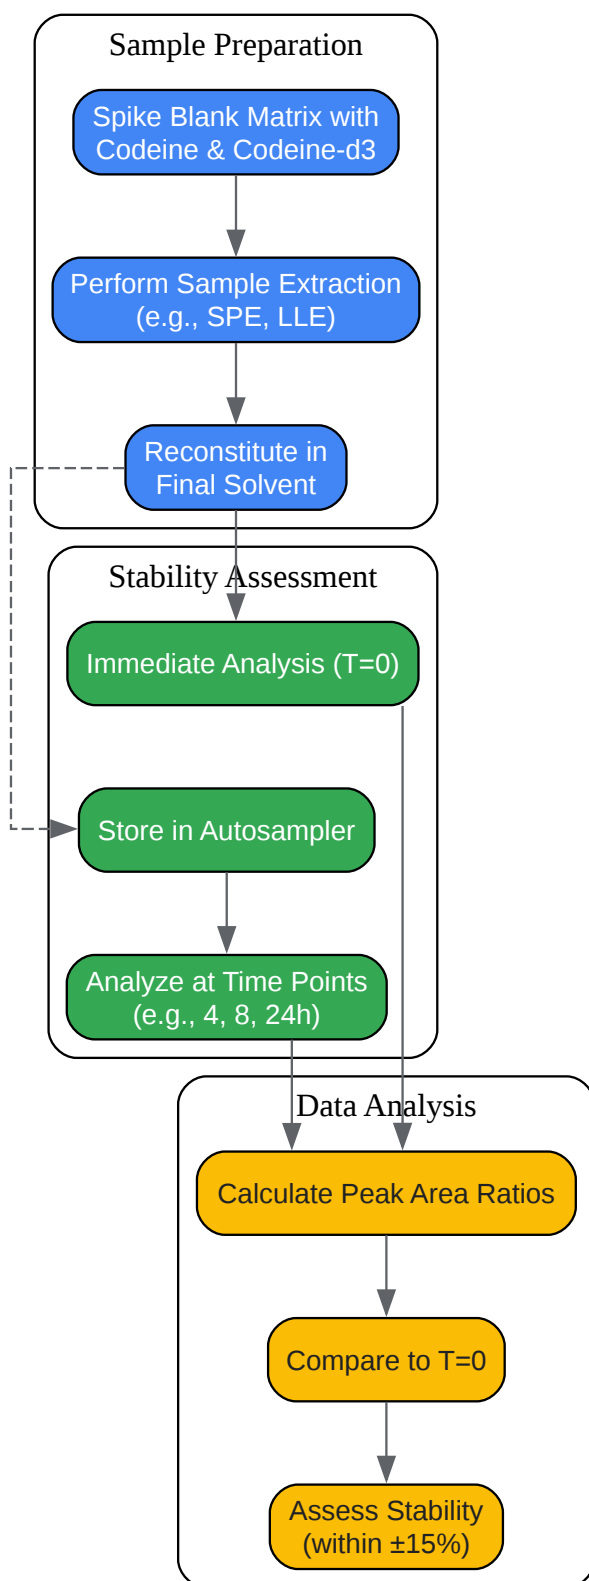 Sample Preparation
Spike Blank Matrix with
Codeine & Codeine-d3
Perform Sample Extraction
(e.g., SPE, LLE)
Reconstitute in
Final Solvent
Stability Assessment
Immediate Analysis (T=0)
Store in Autosampler
Analyze at Time Points
(e.g., 4, 8, 24h)
Data Analysis
Calculate Peak Area Ratios
Compare to T=0
Assess Stability
(within ±15%)